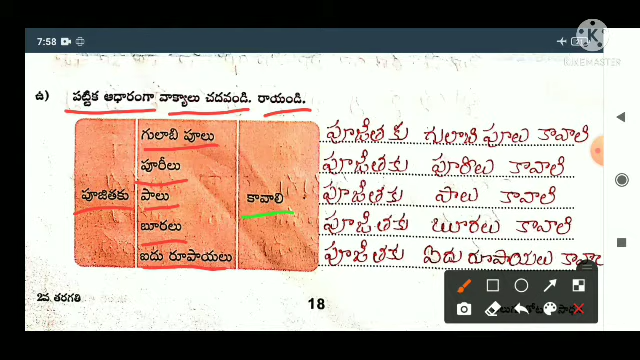 7:58
KINEMASTER
ఉ) పట్టిక ఆధారంగా వాక్యాలు చదవండి. రాయండి.
గులాబి పూలు
పూరీలు
పూజితకు పాలు కావాలి
బూరలు
ఐదు రూపాయలు
పూజితకు గులాబి పూలు కావాలి
పూజితకు పూరీలు కావాలి
పూజితకు పాలు కావాలి
పూజితకు బూరలు కావాలి
పూజితకు ఐదు రూపాయలు
2వ తరగతి
18